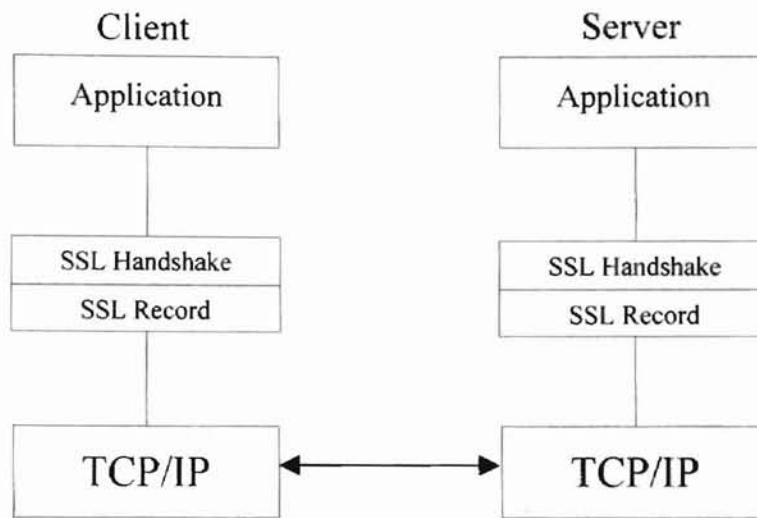 Client
Server
Application
Application
SSL Handshake
SSL Record
SSL Handshake
SSL Record
TCP/IP
TCP/IP